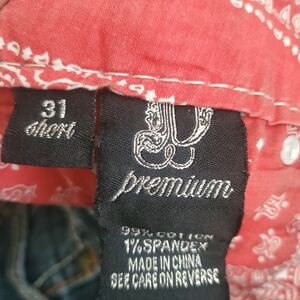 31
short
D
premium
99% COTTON
1% SPANDEX
MADE IN CHINA
SEE CARE ON REVERSE